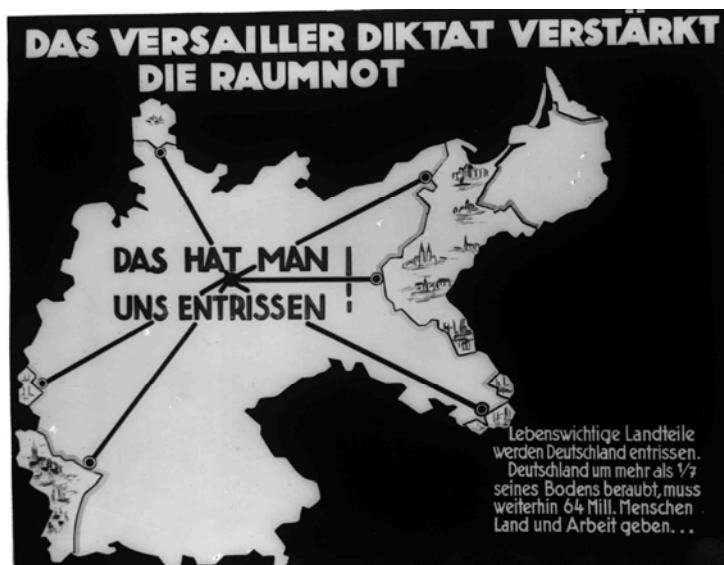 DAS VERSAILLER DIKTAT VERSTÄRKT
DIE RAUMNOT
DAS HAT MAN
UNS ENTRISSEN !
Lebenswichtige Landteile
werden Deutschland entrissen.
Deutschland um mehr als 1/7
seines Bodens beraubt, muss
weiterhin 64 Mill. Menschen
Land und Arbeit geben...